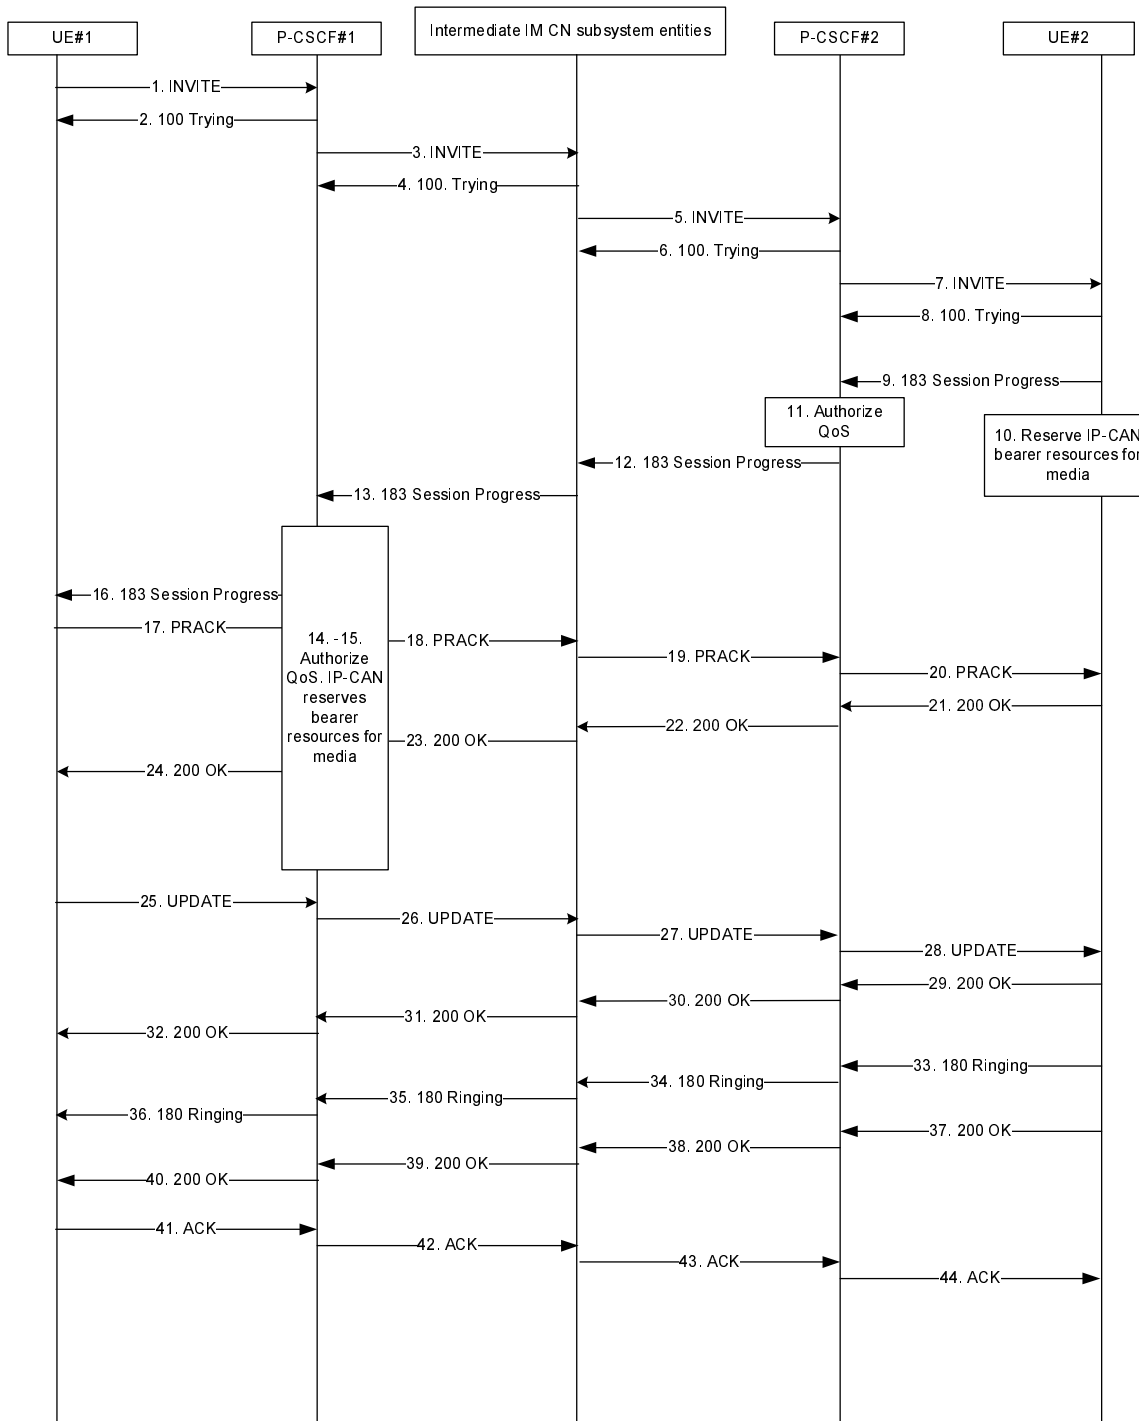 UE#1
P-CSCF#1
Intermediate IM CN subsystem entities
P-CSCF#2
UE#2
1. INVITE
2. 100 Trying
3. INVITE
4. 100. Trying
5. INVITE
6. 100. Trying
7. INVITE
8. 100. Trying
9. 183 Session Progress
11. Authorize
QoS
10. Reserve IP-CAN
bearer resources for
media
12. 183 Session Progress
13. 183 Session Progress
14. -15.
Authorize
QoS. IP-CAN
reserves
bearer
resources for
media
16. 183 Session Progress
17. PRACK
18. PRACK
19. PRACK
20. PRACK
21. 200 OK
22. 200 OK
23. 200 OK
24. 200 OK
25. UPDATE
26. UPDATE
27. UPDATE
28. UPDATE
29. 200 OK
30. 200 OK
31. 200 OK
32. 200 OK
33. 180 Ringing
34. 180 Ringing
35. 180 Ringing
36. 180 Ringing
37. 200 OK
38. 200 OK
39. 200 OK
40. 200 OK
41. ACK
42. ACK
43. ACK
44. ACK